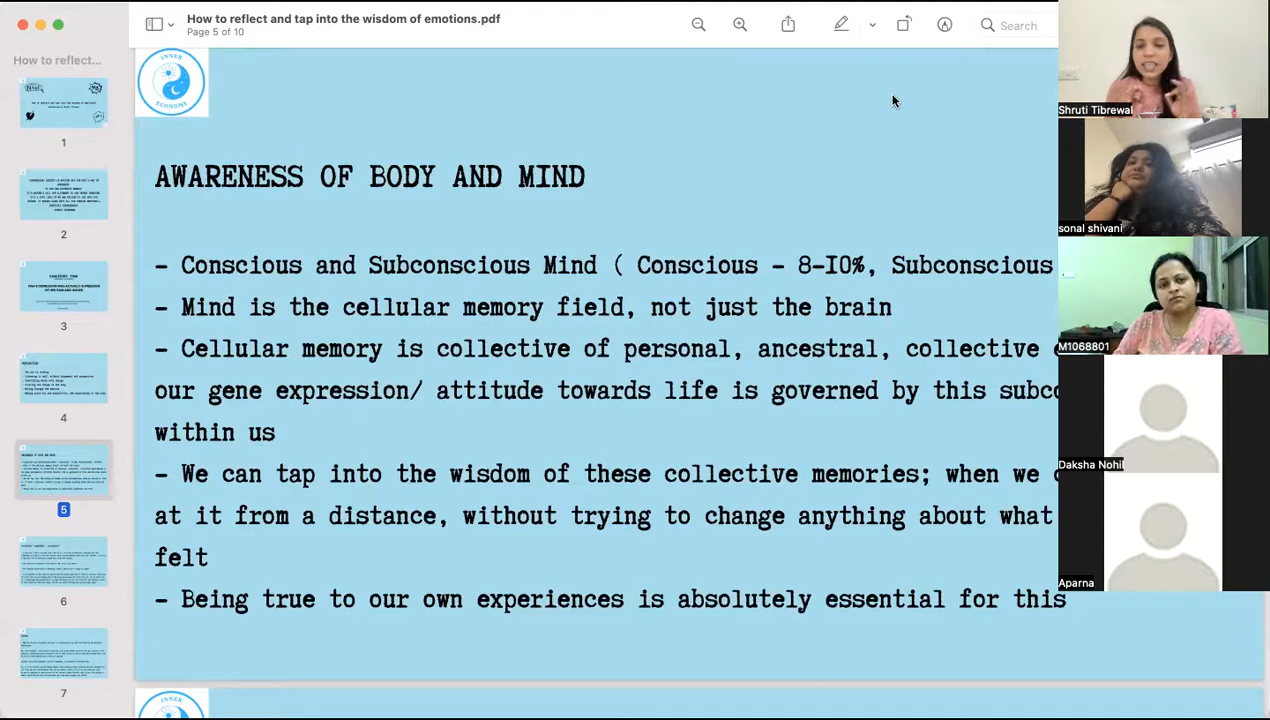 How to reflect and tap into the wisdom of emotions.pdf
Page 5 of 10
Search
How to reflect...
1
2
3
4
5
6
7
INNER
ECONOMY
AWARENESS OF BODY AND MIND
- Conscious and Subconscious Mind ( Conscious - 8-10%, Subconscious
- Mind is the cellular memory field, not just the brain
- Cellular memory is collective of personal, ancestral, collective
our gene expression/ attitude towards life is governed by this
within us
- We can tap into the wisdom of these collective memories; when we
at it from a distance, without trying to change anything about what
felt
- Being true to our own experiences is absolutely essential for this
INNER
Shruti Tibrewal
sonal shivani
M1068801
Daksha Nohil
Aparna